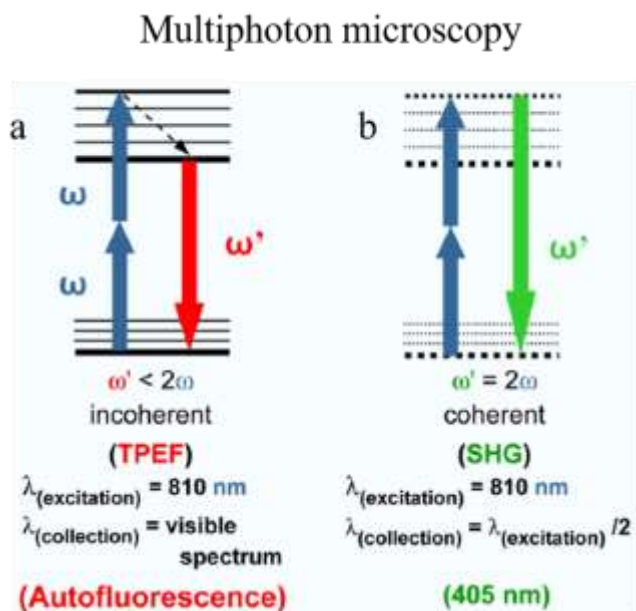 Multiphoton microscopy
a
b
ω
ω
ω'
ω'
ω' < 2ω
incoherent
(TPEF)
λ(excitation) = 810 nm
λ(collection) = visible
spectrum
(Autofluorescence)
ω' = 2ω
coherent
(SHG)
λ(excitation) = 810 nm
λ(collection) = λ(excitation) /2
(405 nm)